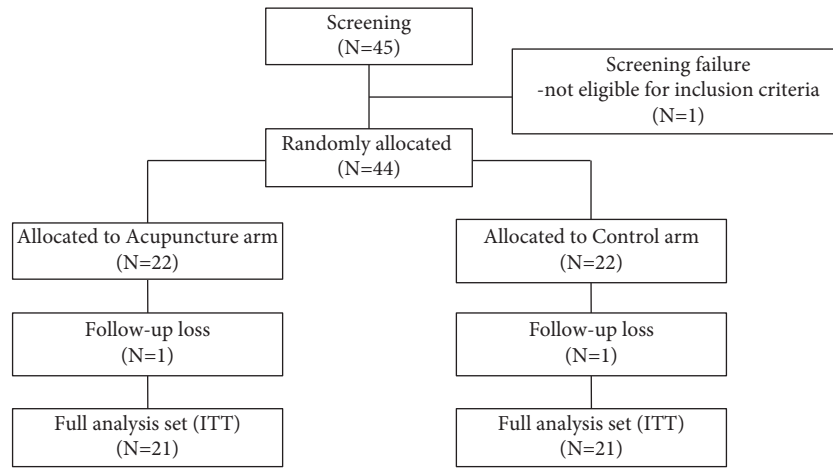 Screening
(N=45)
Screening failure
-not eligible for inclusion criteria
(N=1)
Randomly allocated
(N=44)
Allocated to Acupuncture arm
(N=22)
Allocated to Control arm
(N=22)
Follow-up loss
(N=1)
Follow-up loss
(N=1)
Full analysis set (ITT)
(N=21)
Full analysis set (ITT)
(N=21)